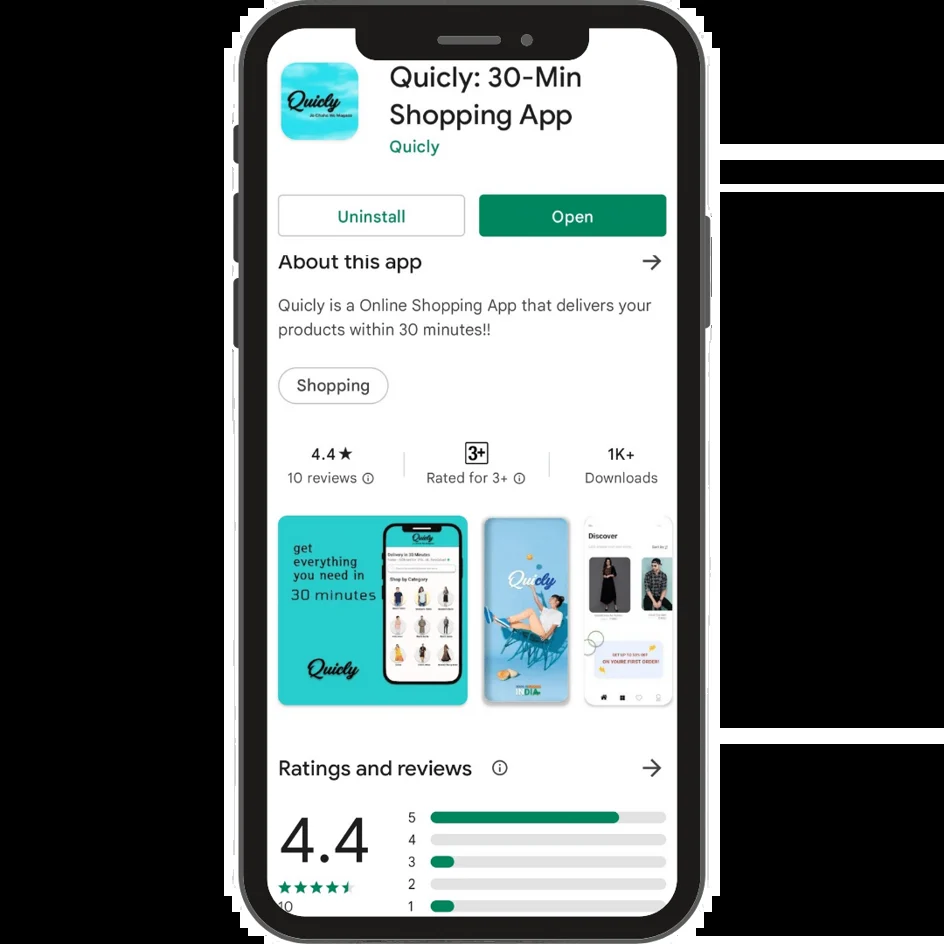 Quicly
Jo Chaho Wo Mangao
Quicly: 30-Min
Shopping App
Quicly
Uninstall
Open
About this app
Quicly is a Online Shopping App that delivers your
products within 30 minutes!!
Shopping
4.4★
10 reviews
3+
Rated for 3+
1K+
Downloads
get
everything
you need in
30 minutes
Quicly
Quicly
Delivery in 30 Minutes
Shop by Category
Quicly
INDIA
Discover
GET UP TO 50% OFF
ON YOURE FIRST ORDER!
Ratings and reviews
4.4
10
5
4
3
2
1